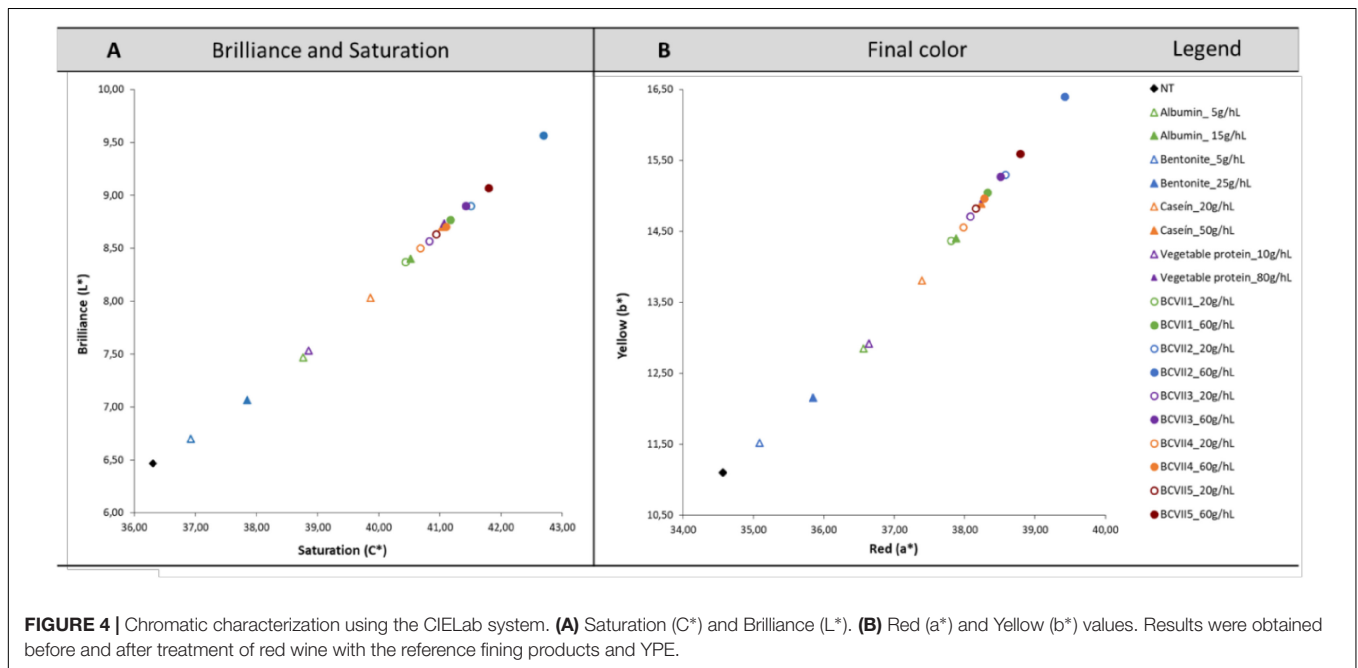 A Brilliance and Saturation B Final color Legend
10,00
9,50
9,00
8,50
8,00
7,50
7,00
6,50
6,00
Brilliance (L*)
36,00 37,00 38,00 39,00 40,00 41,00 42,00 43,00
Saturation (C*)
16,50
15,50
14,50
13,50
12,50
11,50
10,50
Yellow (b*)
34,00 35,00 36,00 37,00 38,00 39,00 40,00
Red (a*)
NT
Albumin_ 5g/hL
Albumin_ 15g/hL
Bentonite_5g/hL
Bentonite_25g/hL
Caseín_20g/hL
Caseín_50g/hL
Vegetable protein_10g/hL
Vegetable protein_80g/hL
BCVII1_20g/hL
BCVII1_60g/hL
BCVII2_20g/hL
BCVII2_60g/hL
BCVII3_20g/hL
BCVII3_60g/hL
BCVII4_20g/hL
BCVII4_60g/hL
BCVII5_20g/hL
BCVII5_60g/hL
FIGURE 4 | Chromatic characterization using the CIELab system. (A) Saturation (C*) and Brilliance (L*). (B) Red (a*) and Yellow (b*) values. Results were obtained
before and after treatment of red wine with the reference fining products and YPE.